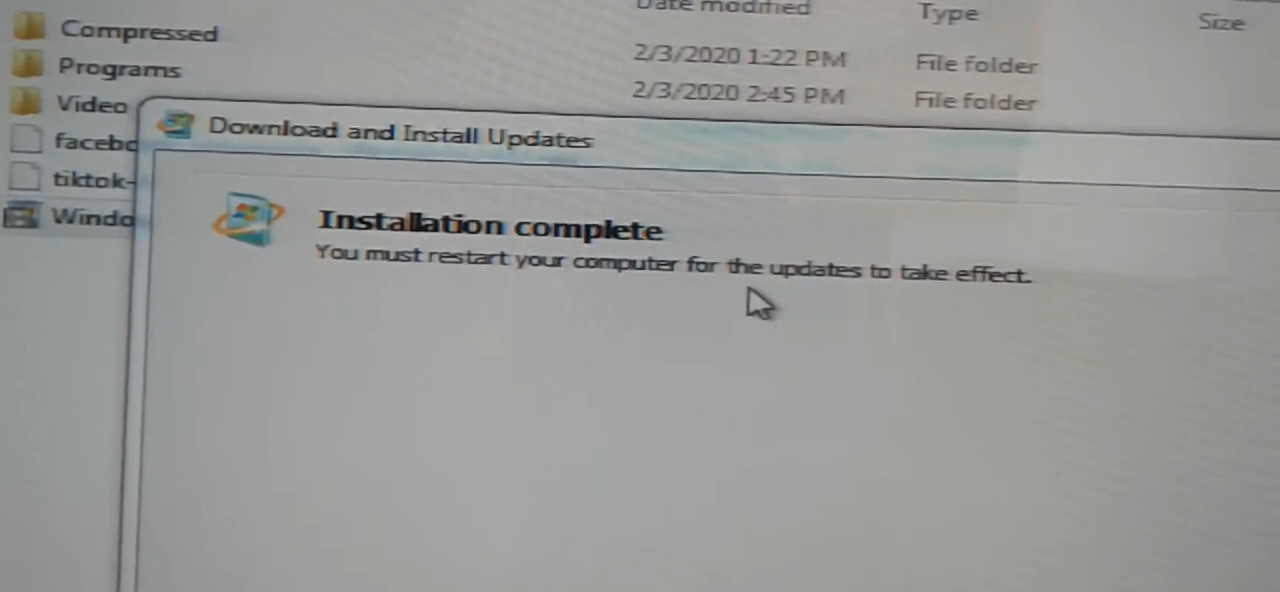 Date modified Type Size
Compressed 2/3/2020 1:22 PM File folder
Programs 2/3/2020 2:45 PM File folder
Video
facebo
tiktok-
Windo
Download and Install Updates
Installation complete
You must restart your computer for the updates to take effect.